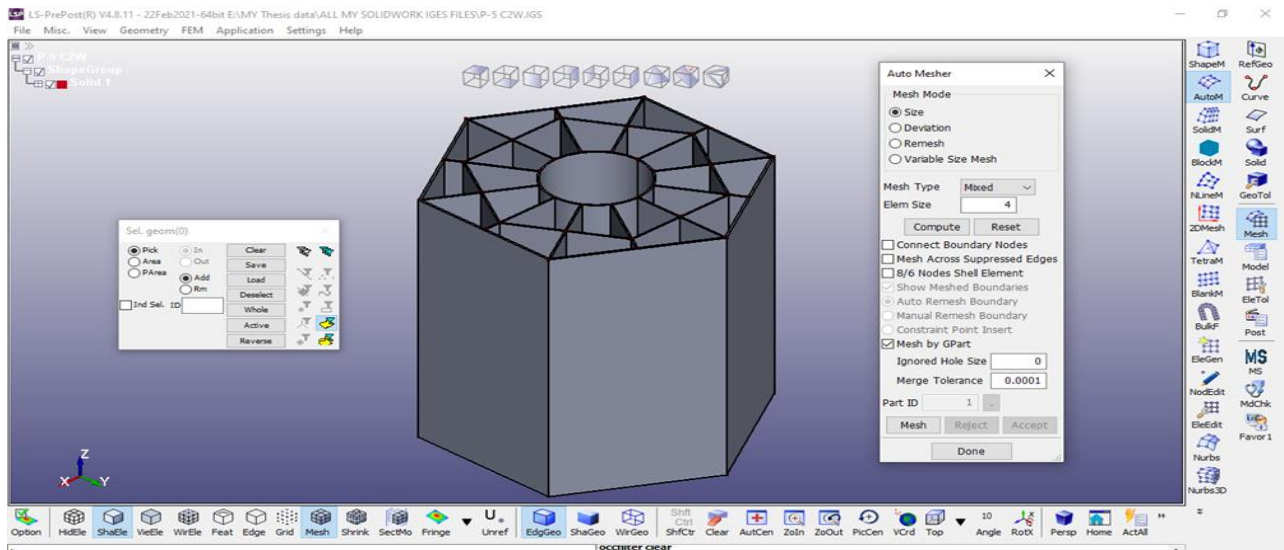 LS-PrePost(R) V4.8.11 - 22Feb2021-64bit E:\MY Thesis data\ALL MY SOLIDWORK IGES FILES\P-5 C2W.IGS
File Misc. View Geometry FEM Application Settings Help
P-5 C2W
ShapeGroup
Solid 1
Sel. geom(0)
Pick In Clear
Area Out Save
PArea Add Load
Rm Deselect
Ind Sel. ID Whole
Active
Reverse
Auto Mesher
Mesh Mode
Size
Deviation
Remesh
Variable Size Mesh
Mesh Type Mixed
Elem Size 4
Compute Reset
Connect Boundary Nodes
Mesh Across Suppressed Edges
8/6 Nodes Shell Element
Show Meshed Boundaries
Auto Remesh Boundary
Manual Remesh Boundary
Constraint Point Insert
Mesh by GPart
Ignored Hole Size 0
Merge Tolerance 0.0001
Part ID 1 .
Mesh Reject Accept
Done
ShapeM RefGeo
AutoM Curve
SolidM Surf
BlockM Solid
NLineM GeoTol
2DMesh Mesh
TetraM Model
BlankM EleTol
BulkF Post
EleGen MS
MS
NodEdit MdChk
EleEdit Favor1
Nurbs
Nurbs3D
Z
X Y
U. Shft Ctrl 10
Option HidEle ShaEle VieEle WirEle Feat Edge Grid Mesh Shrink SectMo Fringe Unref EdgGeo ShaGeo WirGeo ShfCtr Clear AutCen ZoIn ZoOut PicCen VCrd Top Angle RotX Persp Home ActAll
occfilter clear